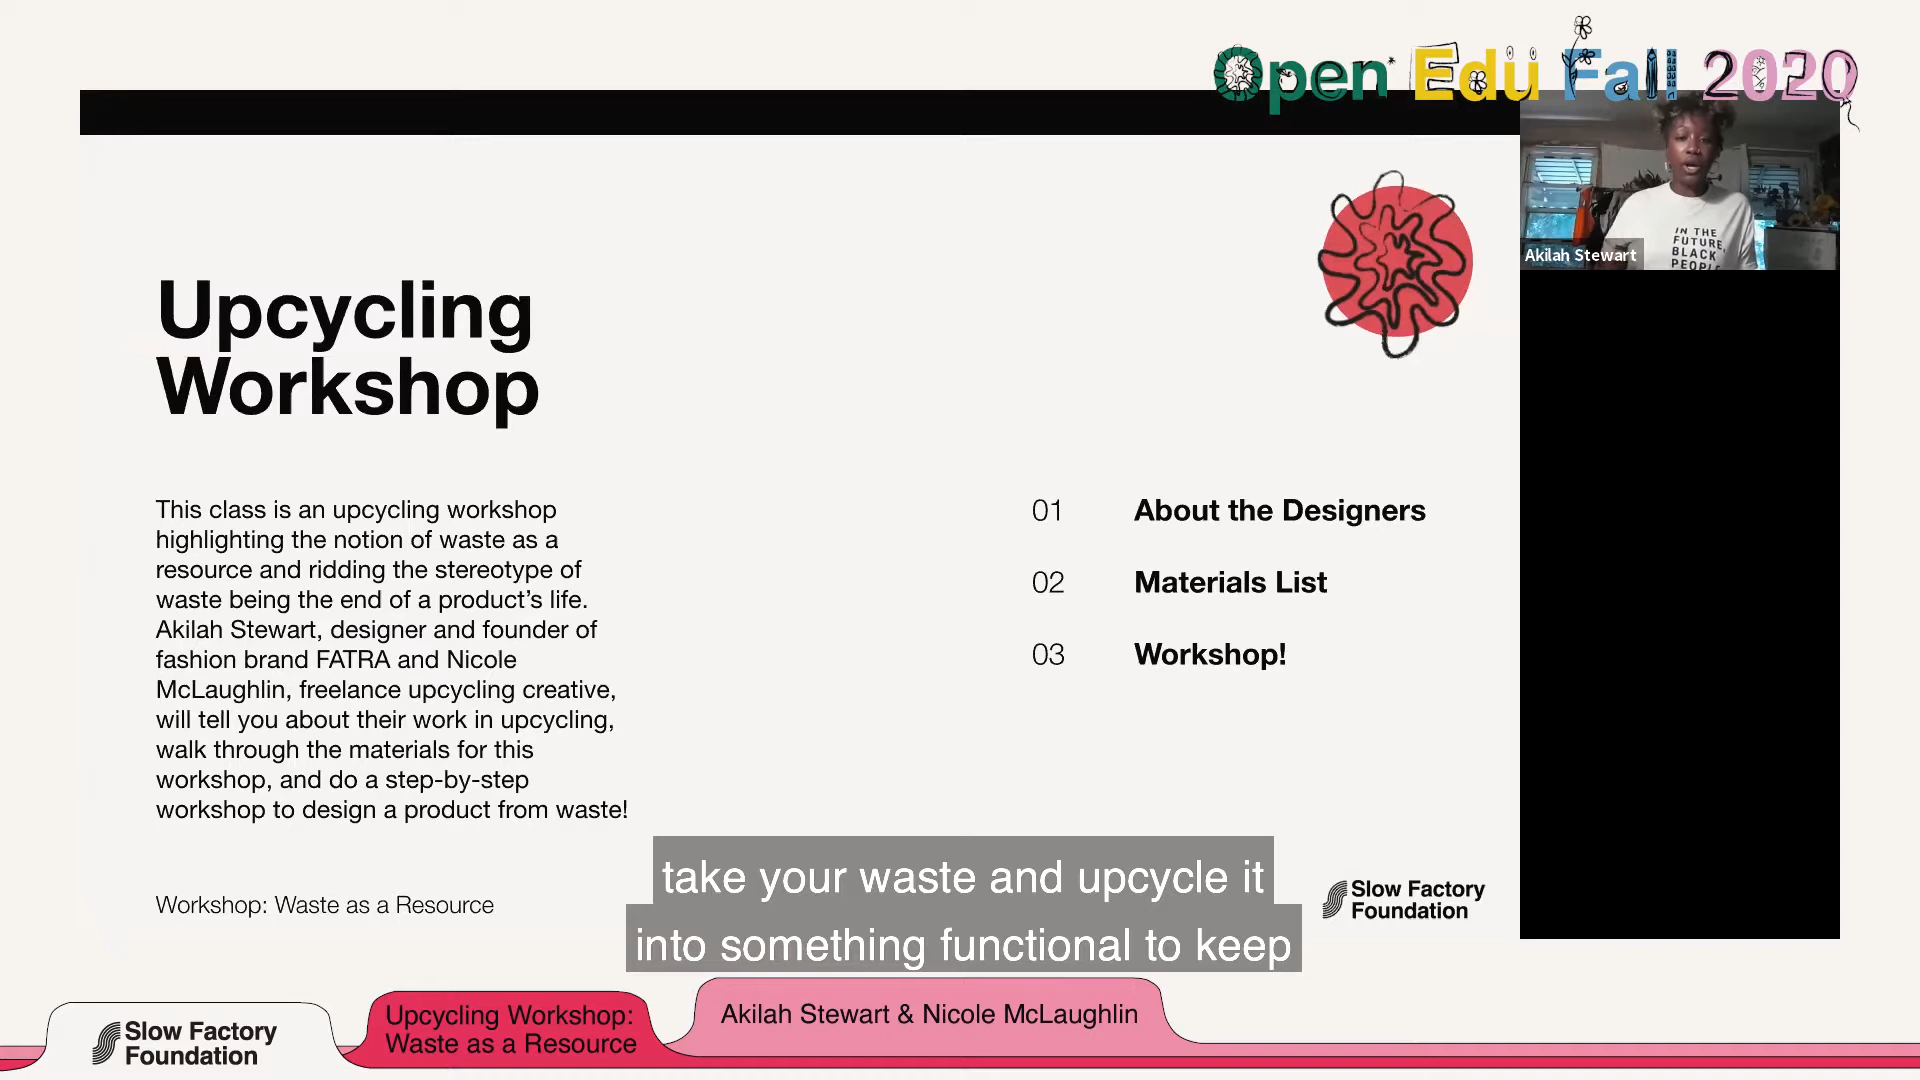 Open Edu Fall 2020
Upcycling
Workshop
This class is an upcycling workshop
highlighting the notion of waste as a
resource and ridding the stereotype of
waste being the end of a product’s life.
Akilah Stewart, designer and founder of
fashion brand FATRA and Nicole
McLaughlin, freelance upcycling creative,
will tell you about their work in upcycling,
walk through the materials for this
workshop, and do a step-by-step
workshop to design a product from waste!
01 About the Designers
02 Materials List
03 Workshop!
IN THE
FUTURE,
BLACK
PEOPLE
Akilah Stewart
Workshop: Waste as a Resource
Slow Factory
Foundation
take your waste and upcycle it
into something functional to keep
Slow Factory
Foundation
Upcycling Workshop:
Waste as a Resource
Akilah Stewart & Nicole McLaughlin